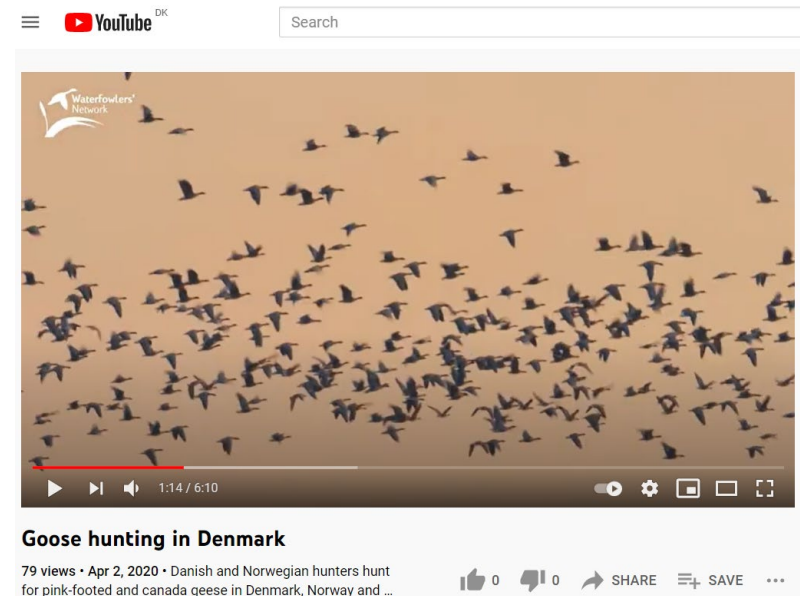 YouTube DK
Search
Waterfowlers'
Network
1:14 / 6:10
Goose hunting in Denmark
79 views • Apr 2, 2020 • Danish and Norwegian hunters hunt
for pink-footed and canada geese in Denmark, Norway and ...
0 0 SHARE SAVE